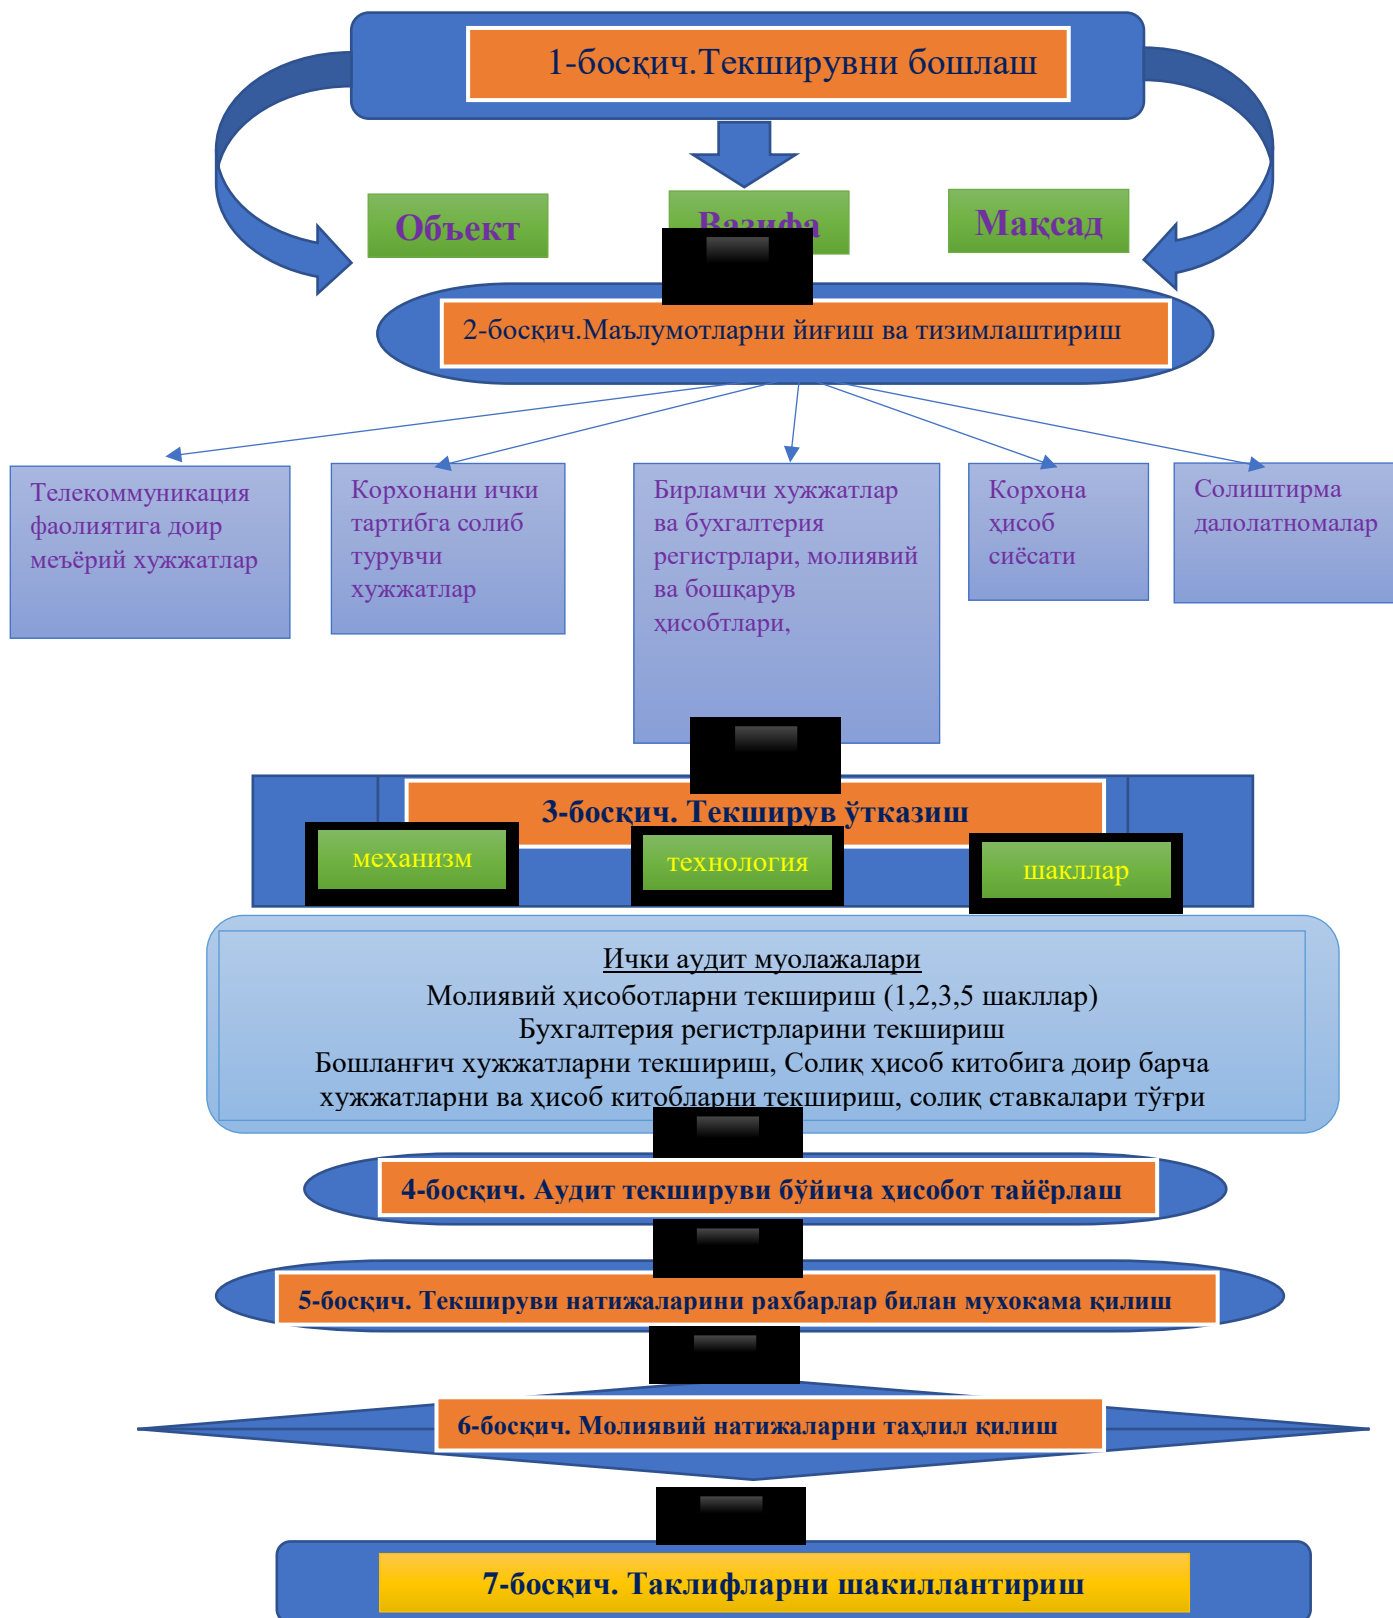 1-босқич.Текширувни бошлаш
Объект
Вазифа
Мақсад
2-босқич.Маълумотларни йиғиш ва тизимлаштириш
Телекоммуникация
фаолиятига доир
меъёрий хужжатлар
Корхонани ички
тартибга солиб
турувчи
хужжатлар
Бирламчи хужжатлар
ва бухгалтерия
регистрлари, молиявий
ва бошқарув
ҳисобтлари,
Корхона
ҳисоб
сиёсати
Солиштирма
далолатномалар
3-босқич. Текширув ўтказиш
механизм
технология
шакллар
Ички аудит муолажалари
Молиявий ҳисоботларни текшириш (1,2,3,5 шакллар)
Бухгалтерия регистрларини текшириш
Бошланғич хужжатларни текшириш, Солиқ ҳисоб китобига доир барча
хужжатларни ва ҳисоб китобларни текшириш, солиқ ставкалари тўғри
4-босқич. Аудит текшируви бўйича ҳисобот тайёрлаш
5-босқич. Текшируви натижаларини рахбарлар билан мухокама қилиш
6-босқич. Молиявий натижаларни таҳлил қилиш
7-босқич. Таклифларни шакиллантириш